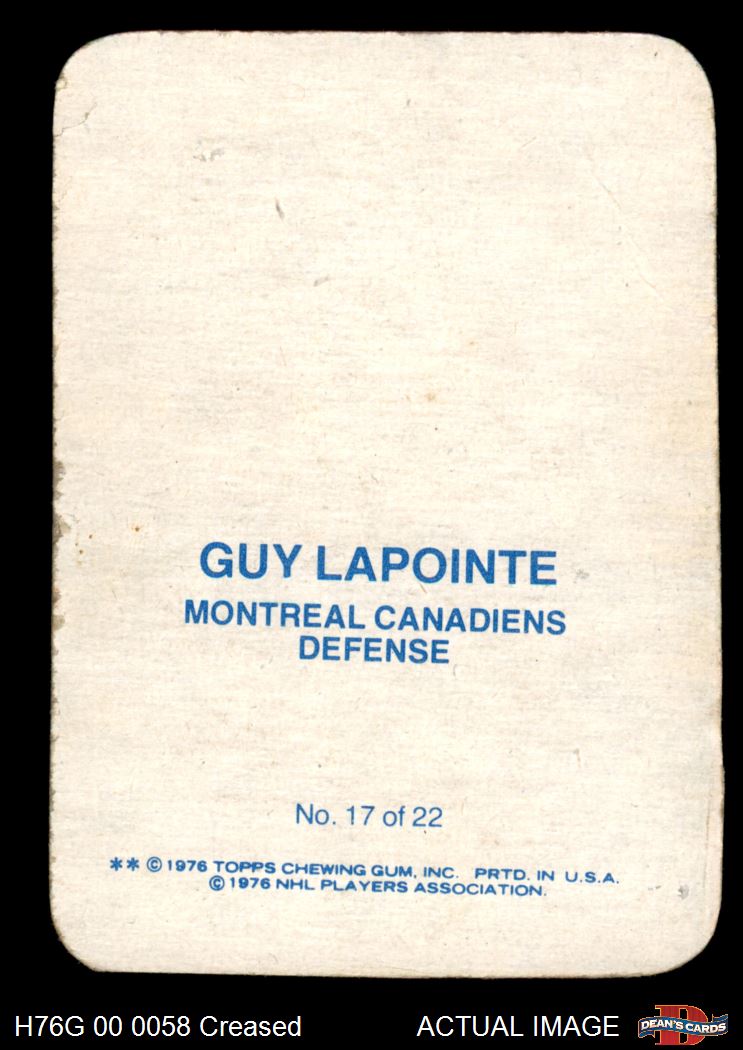 GUY LAPOINTE
MONTREAL CANADIENS
DEFENSE
No. 17 of 22
** © 1976 TOPPS CHEWING GUM, INC. PRTD. IN U.S.A.
© 1976 NHL PLAYERS ASSOCIATION.
H76G 00 0058 Creased
ACTUAL IMAGE
D
DEAN'S CARDS